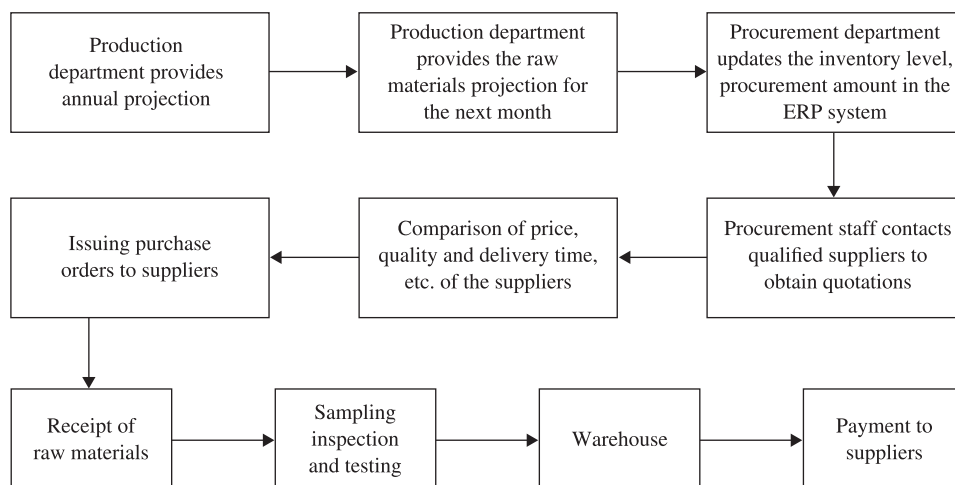 Production
department provides
annual projection
Production department
provides the raw
materials projection for
the next month
Procurement department
updates the inventory level,
procurement amount in the
ERP system
Issuing purchase
orders to suppliers
Comparison of price,
quality and delivery time,
etc. of the suppliers
Procurement staff contacts
qualified suppliers to
obtain quotations
Receipt of
raw materials
Sampling
inspection
and testing
Warehouse
Payment to
suppliers